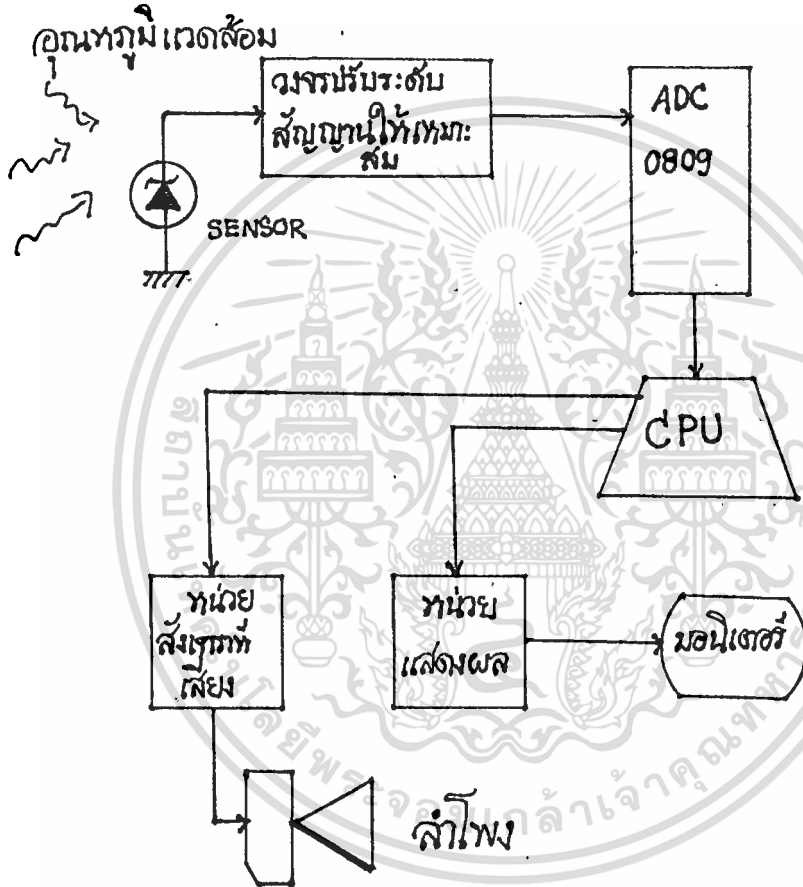 อุณหภูมิแวดล้อม
วงจรปรับระดับ
สัญญานให้เหมาะ
สม
ADC
0809
SENSOR
CPU
หน่วย
สังเคราะห์
เสียง
หน่วย
แสดงผล
มอนิเตอร์
ลำโพง